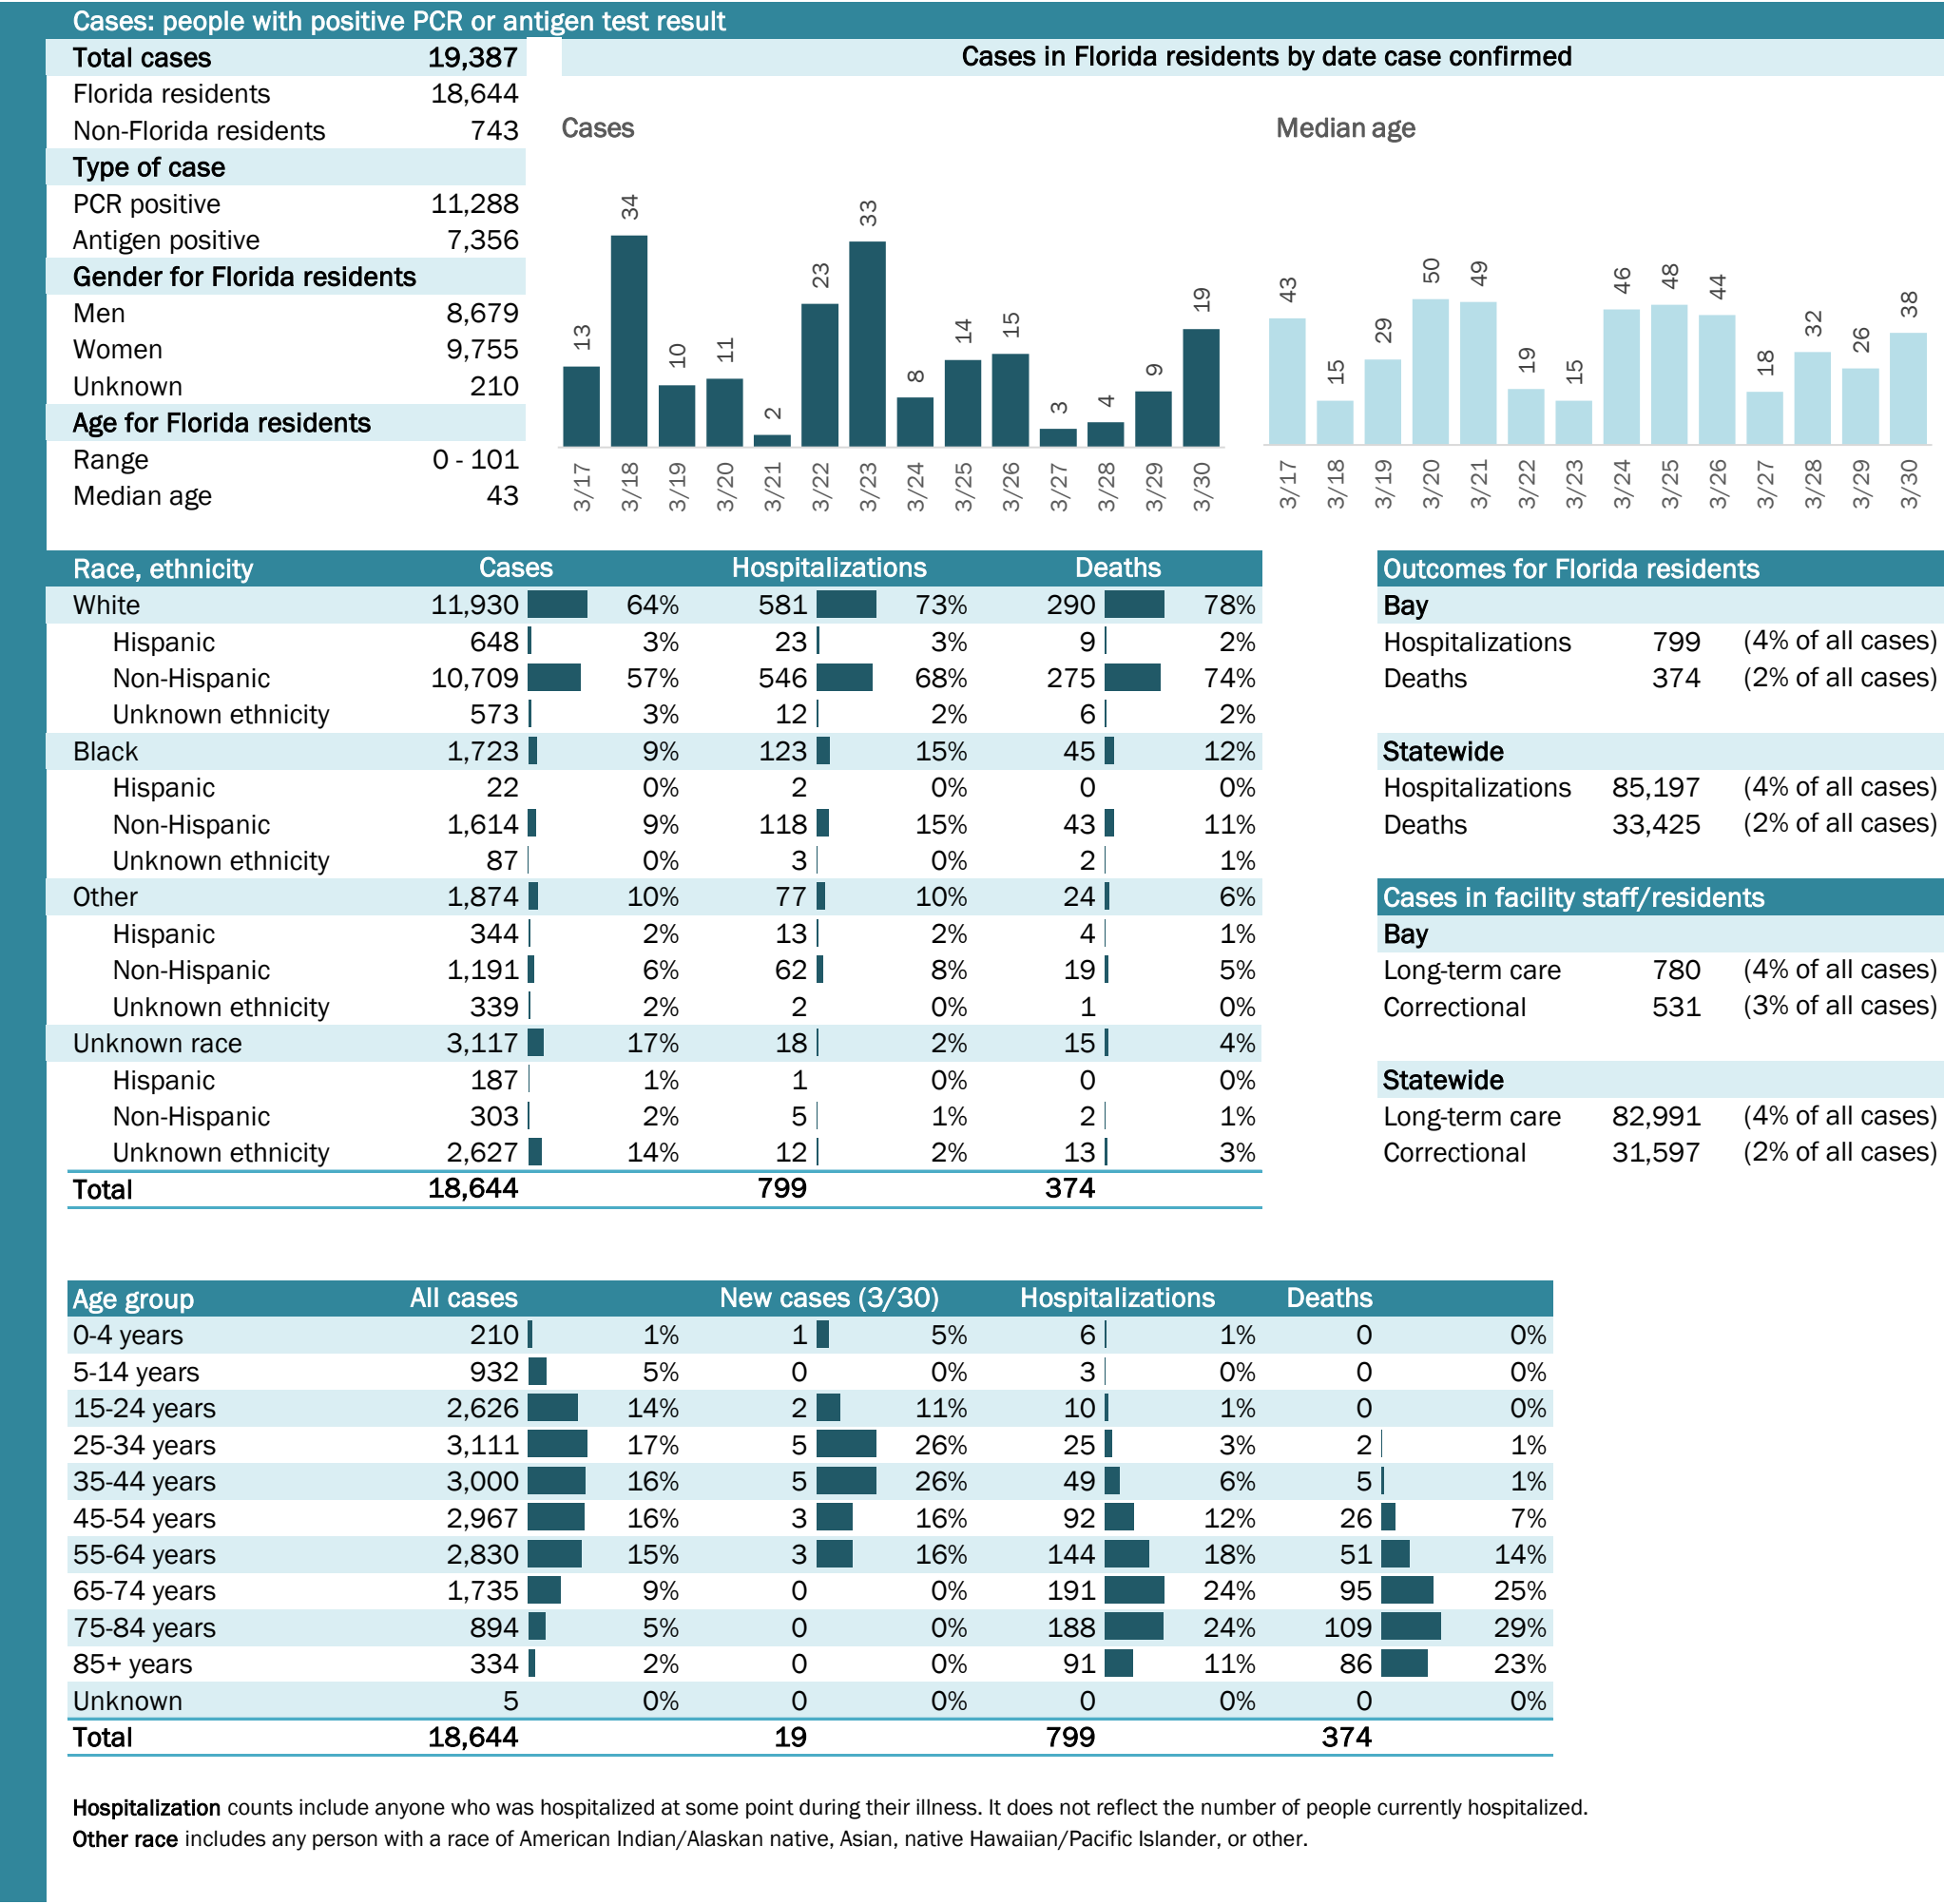 Cases: people with positive PCR or antigen test result
Total cases 19,387
Florida residents 18,644
Non-Florida residents 743
Type of case
PCR positive 11,288
Antigen positive 7,356
Gender for Florida residents
Men 8,679
Women 9,755
Unknown 210
Age for Florida residents
Range 0 - 101
Median age 43
Cases in Florida residents by date case confirmed
Cases
13 34 10 11 2 23 33 8 14 15 3 4 9 19
3/17 3/18 3/19 3/20 3/21 3/22 3/23 3/24 3/25 3/26 3/27 3/28 3/29 3/30
Median age
43 15 29 50 49 19 15 46 48 44 18 32 26 38
3/17 3/18 3/19 3/20 3/21 3/22 3/23 3/24 3/25 3/26 3/27 3/28 3/29 3/30
Race, ethnicity Cases Hospitalizations Deaths
White 11,930 64% 581 73% 290 78%
Hispanic 648 3% 23 3% 9 2%
Non-Hispanic 10,709 57% 546 68% 275 74%
Unknown ethnicity 573 3% 12 2% 6 2%
Black 1,723 9% 123 15% 45 12%
Hispanic 22 0% 2 0% 0 0%
Non-Hispanic 1,614 9% 118 15% 43 11%
Unknown ethnicity 87 0% 3 0% 2 1%
Other 1,874 10% 77 10% 24 6%
Hispanic 344 2% 13 2% 4 1%
Non-Hispanic 1,191 6% 62 8% 19 5%
Unknown ethnicity 339 2% 2 0% 1 0%
Unknown race 3,117 17% 18 2% 15 4%
Hispanic 187 1% 1 0% 0 0%
Non-Hispanic 303 2% 5 1% 2 1%
Unknown ethnicity 2,627 14% 12 2% 13 3%
Total 18,644 799 374
Outcomes for Florida residents
Bay
Hospitalizations 799 (4% of all cases)
Deaths 374 (2% of all cases)
Statewide
Hospitalizations 85,197 (4% of all cases)
Deaths 33,425 (2% of all cases)
Cases in facility staff/residents
Bay
Long-term care 780 (4% of all cases)
Correctional 531 (3% of all cases)
Statewide
Long-term care 82,991 (4% of all cases)
Correctional 31,597 (2% of all cases)
Age group All cases New cases (3/30) Hospitalizations Deaths
0-4 years 210 1% 1 5% 6 1% 0 0%
5-14 years 932 5% 0 0% 3 0% 0 0%
15-24 years 2,626 14% 2 11% 10 1% 0 0%
25-34 years 3,111 17% 5 26% 25 3% 2 1%
35-44 years 3,000 16% 5 26% 49 6% 5 1%
45-54 years 2,967 16% 3 16% 92 12% 26 7%
55-64 years 2,830 15% 3 16% 144 18% 51 14%
65-74 years 1,735 9% 0 0% 191 24% 95 25%
75-84 years 894 5% 0 0% 188 24% 109 29%
85+ years 334 2% 0 0% 91 11% 86 23%
Unknown 5 0% 0 0% 0 0% 0 0%
Total 18,644 19 799 374
Hospitalization counts include anyone who was hospitalized at some point during their illness. It does not reflect the number of people currently hospitalized.
Other race includes any person with a race of American Indian/Alaskan native, Asian, native Hawaiian/Pacific Islander, or other.